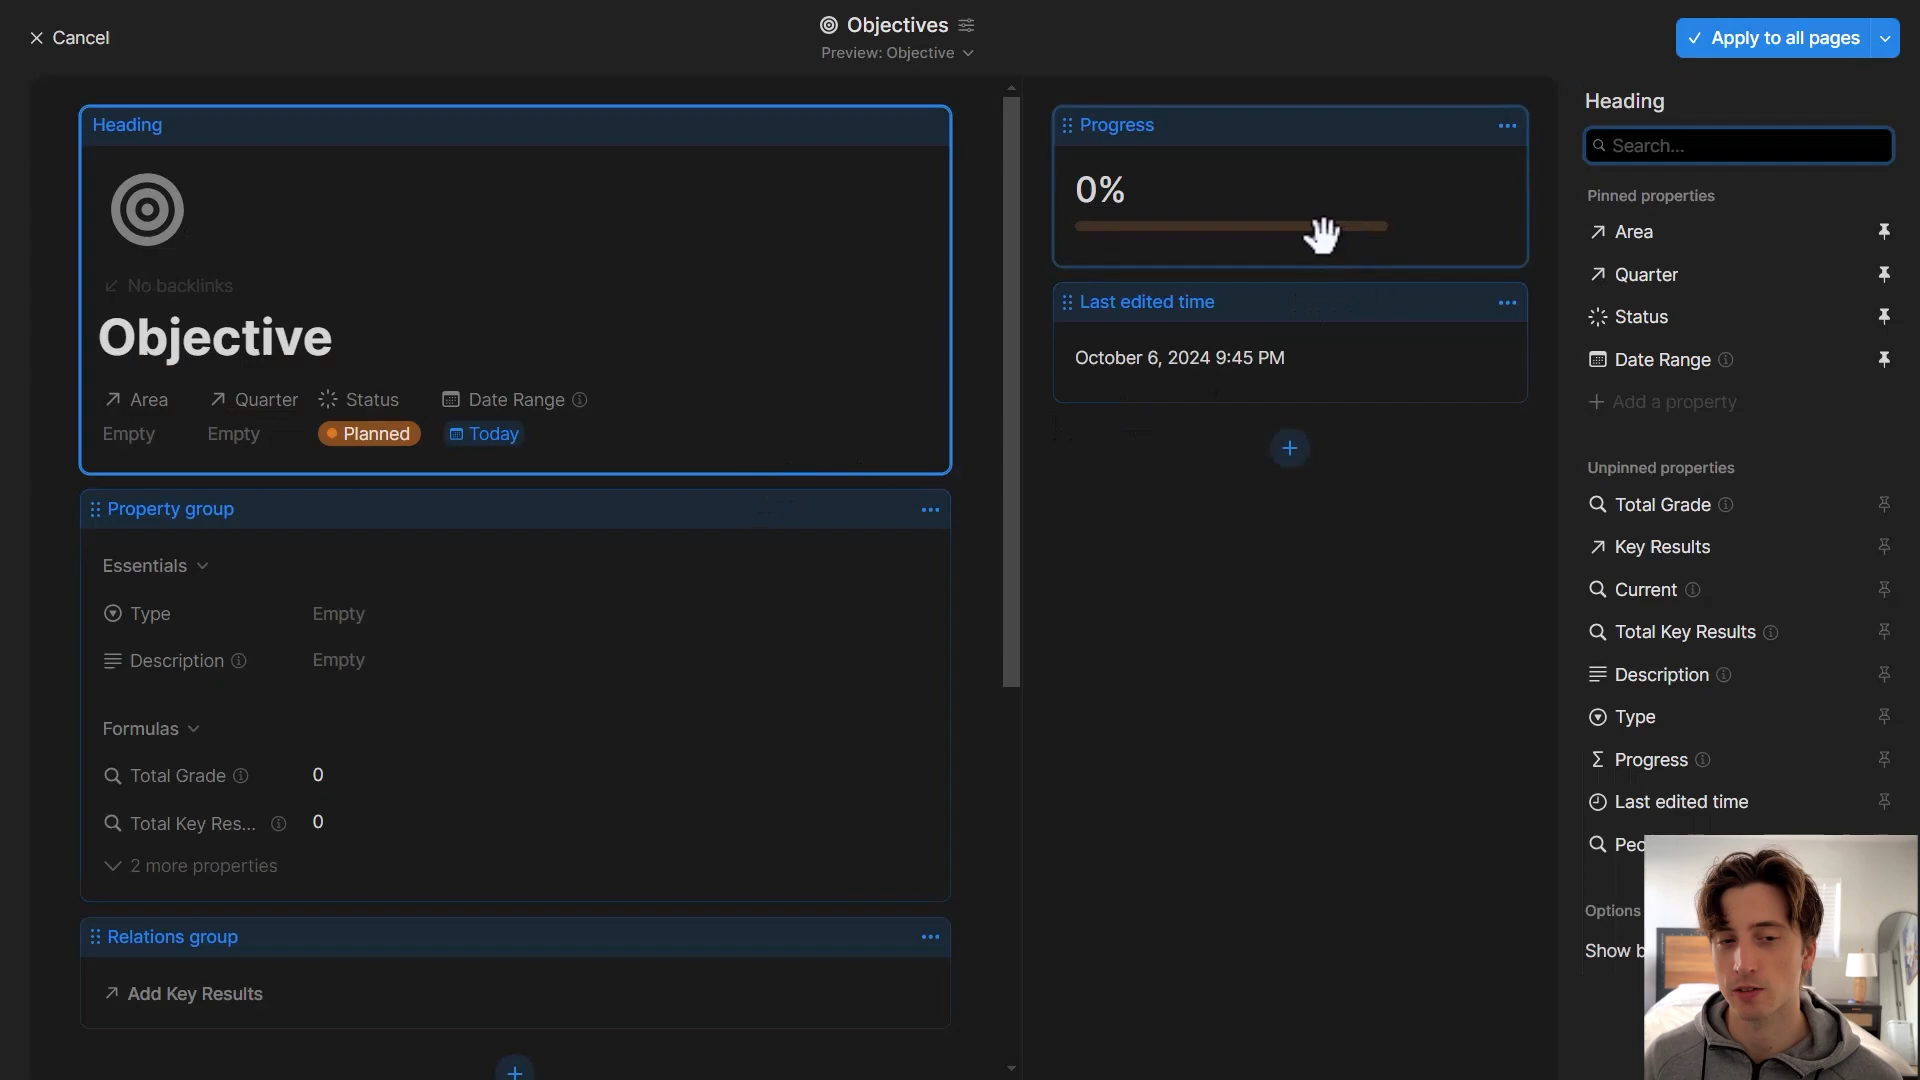 Cancel
Objectives
Preview: Objective
Apply to all pages
Heading
No backlinks
Objective
Area
Quarter
Status
Date Range
Empty
Empty
Planned
Today
Property group
Essentials
Type
Empty
Description
Empty
Formulas
Total Grade
0
Total Key Res...
0
2 more properties
Relations group
Add Key Results
Progress
0%
Last edited time
October 6, 2024 9:45 PM
Heading
Search...
Pinned properties
Area
Quarter
Status
Date Range
Add a property
Unpinned properties
Total Grade
Key Results
Current
Total Key Results
Description
Type
Progress
Last edited time
Options
Show